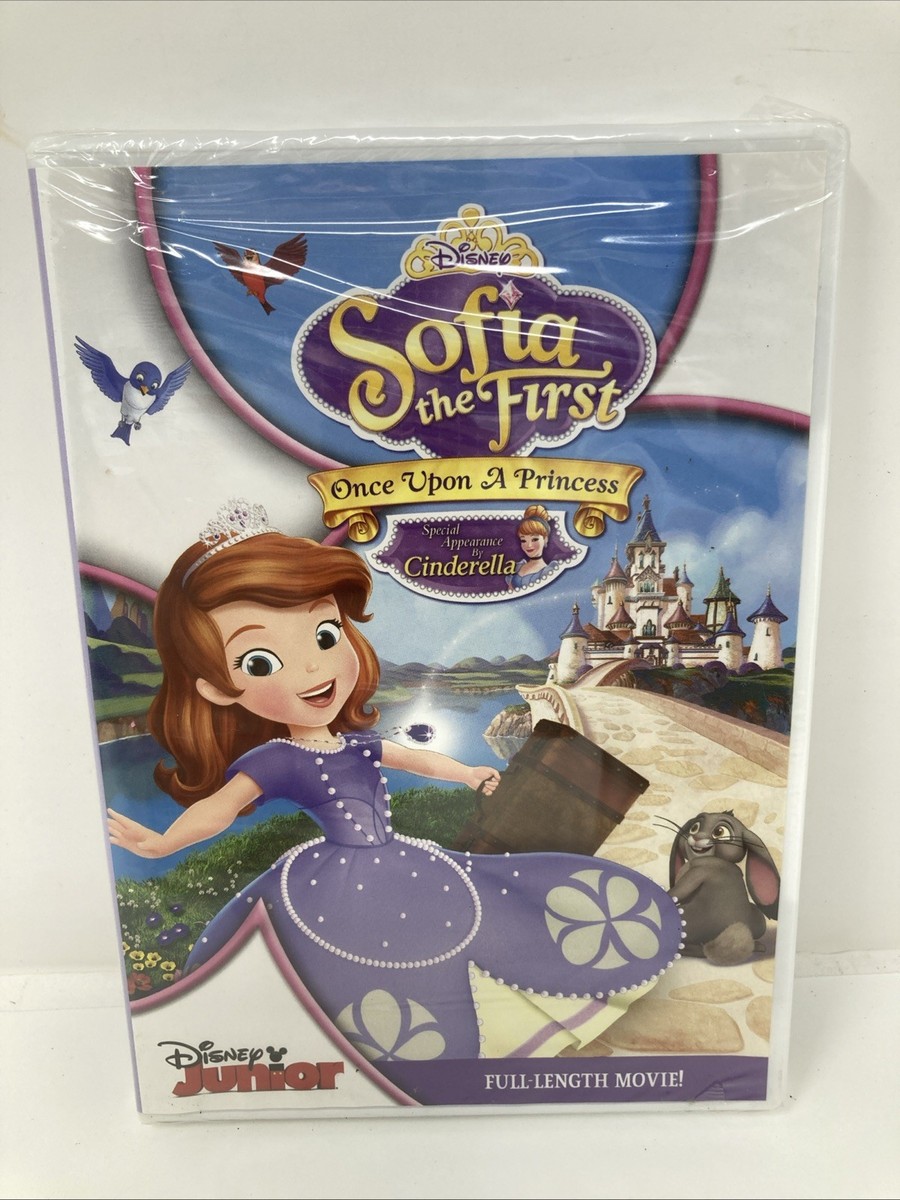 Disney
Sofia
the First
Once Upon A Princess
Special
Appearance
By
Cinderella
Disney
Junior
FULL-LENGTH MOVIE!